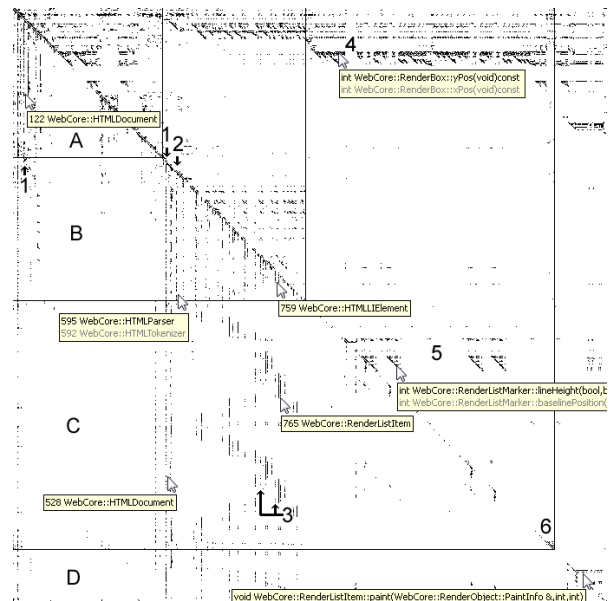 4
int WebCore::RenderBox::yPos(void)const
int WebCore::RenderBox::xPos(void)const
122 WebCore::HTMLDocument
A
1
2
1
B
759 WebCore::HTMLLIElement
595 WebCore::HTMLParser
592 WebCore::HTMLTokenizer
5
int WebCore::RenderListMarker::lineHeight(bool,b
int WebCore::RenderListMarker::baselinePosition(
C
765 WebCore::RenderListItem
528 WebCore::HTMLDocument
3
6
D
void WebCore::RenderListItem::paint(WebCore::RenderObject::PaintInfo &,int,int)